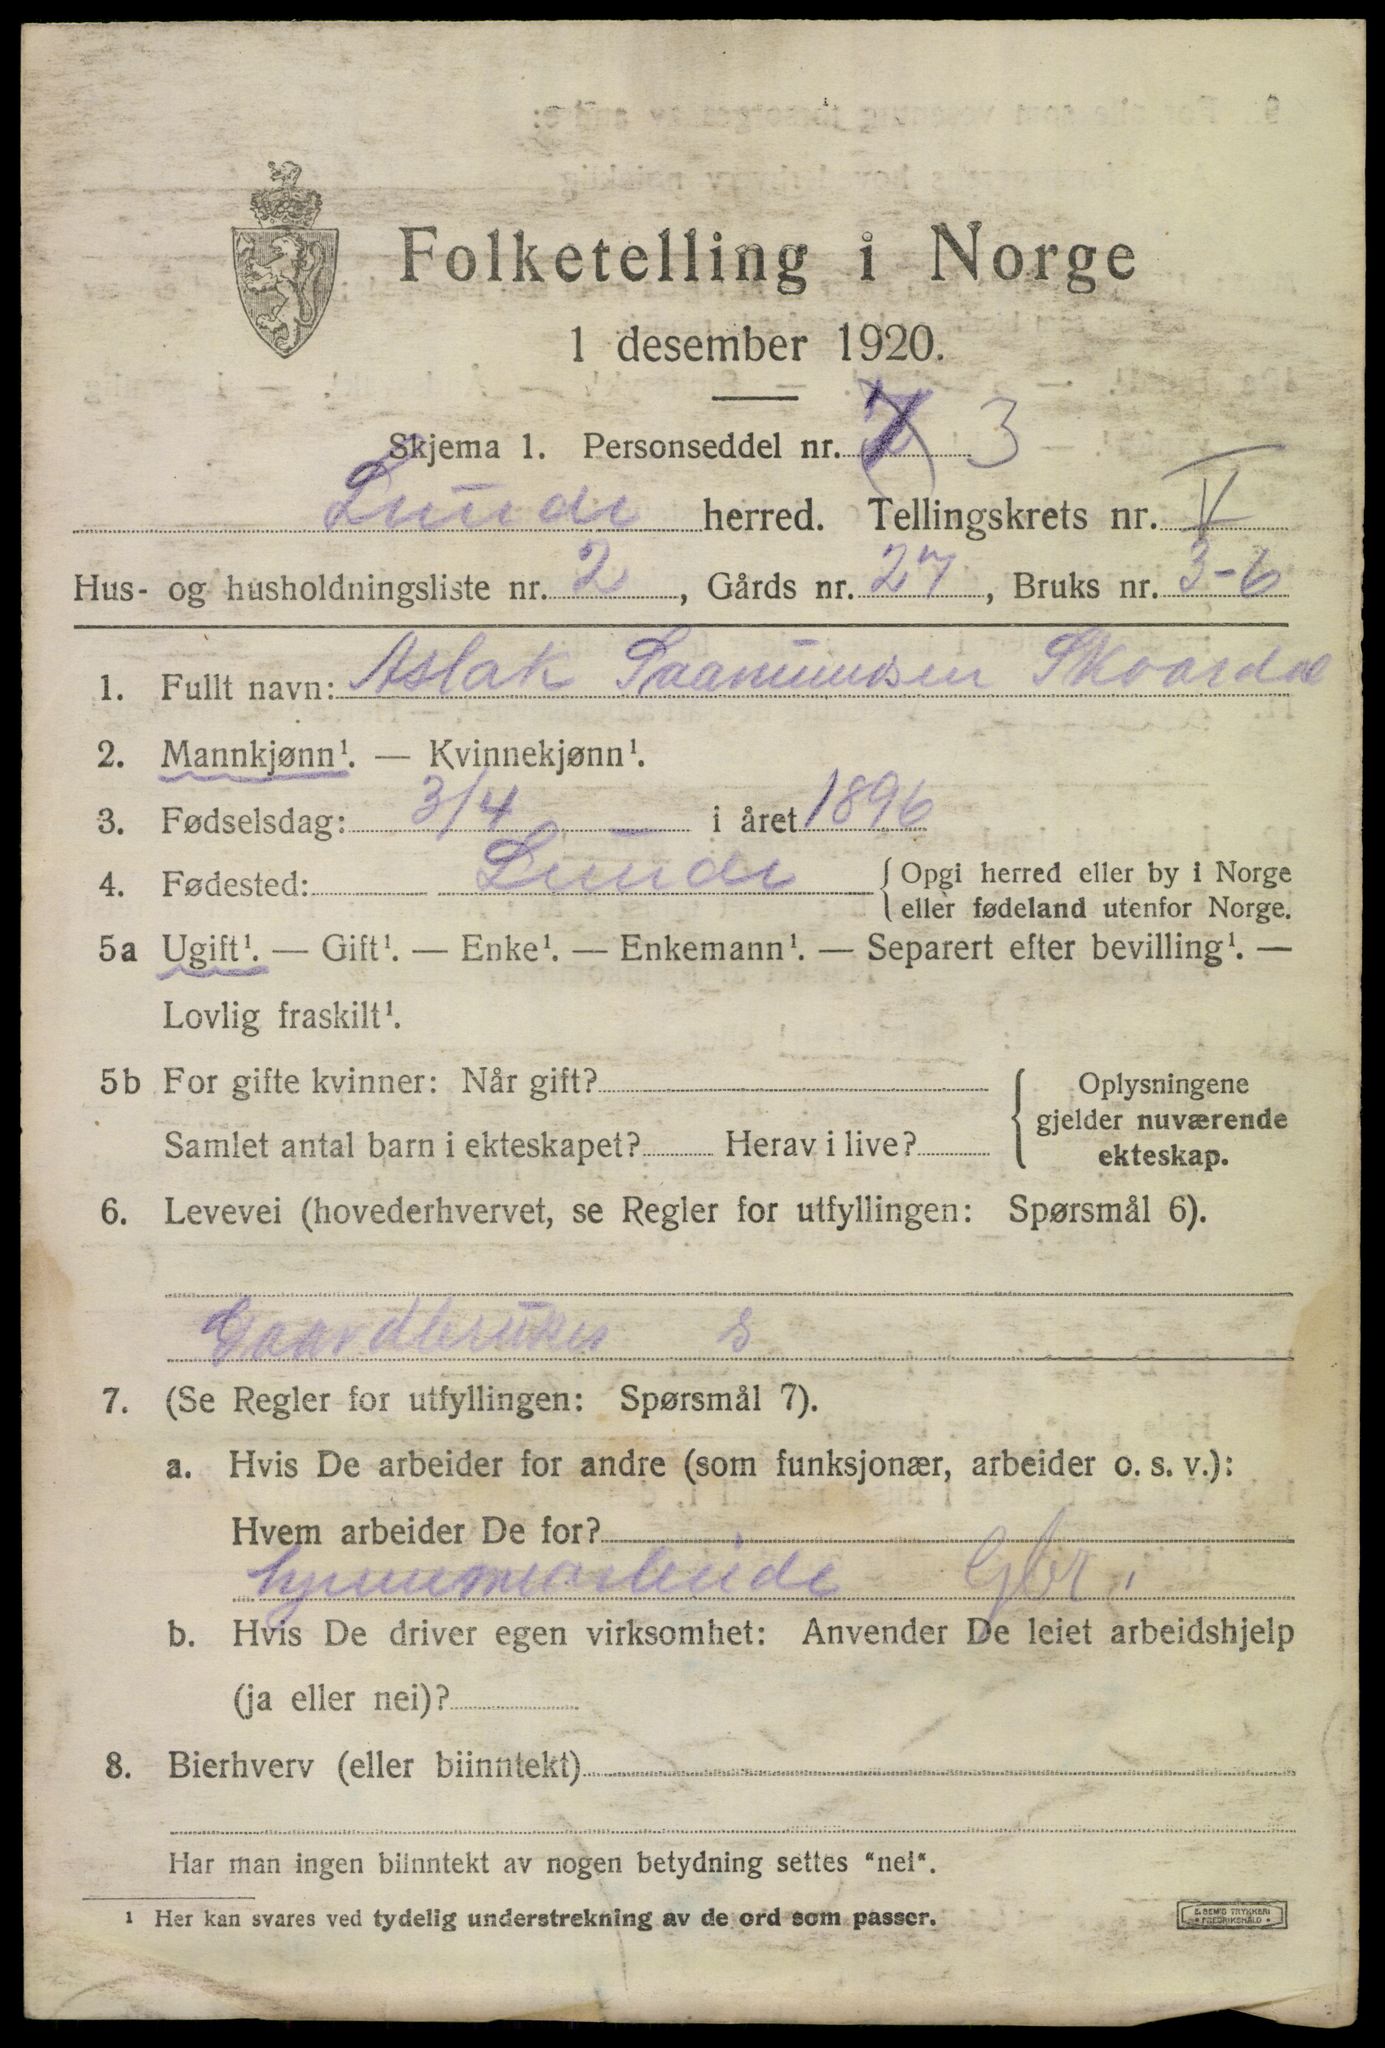 Folketelling i Norge
1 desember 1920.
Skjema 1. Personseddel nr. 3
Lunde herred. Tellingskrets nr. V
Hus- og husholdningsliste nr. 2, Gårds nr. 27, Bruks nr. 3-6
1. Fullt navn: Aslak Saamundsen Skoardal
2. Mannkjønn¹. — Kvinnekjønn¹.
3. Fødselsdag: 3/4 i året 1896
4. Fødested: Lunde {Opgi herred eller by i Norge
eller fødeland utenfor Norge.
5a Ugift¹. — Gift¹. — Enke¹. — Enkemann¹. — Separert efter bevilling¹. —
Lovlig fraskilt¹.
5b For gifte kvinner: Når gift?
Samlet antal barn i ekteskapet? Herav i live?
Oplysningene
gjelder nuværende
ekteskap.
6. Levevei (hovederhvervet, se Regler for utfyllingen: Spørsmål 6).
Gaardbruker s
7. (Se Regler for utfyllingen: Spørsmål 7).
a. Hvis De arbeider for andre (som funksjonær, arbeider o. s. v.):
Hvem arbeider De for?
hjemmearbeide Gbr.
b. Hvis De driver egen virksomhet: Anvender De leiet arbeidshjelp
(ja eller nei)?
8. Bierhverv (eller biinntekt)
Har man ingen biinntekt av nogen betydning settes "nei".
¹ Her kan svares ved tydelig understrekning av de ord som passer.
E. SEM'S TRYKKERI
FREDRIKSHALD